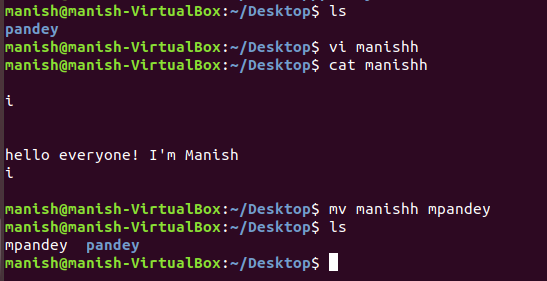 manish@manish-VirtualBox:~/Desktop$ ls
pandey
manish@manish-VirtualBox:~/Desktop$ vi manishh
manish@manish-VirtualBox:~/Desktop$ cat manishh
i
hello everyone! I'm Manish
i
manish@manish-VirtualBox:~/Desktop$ mv manishh mpandey
manish@manish-VirtualBox:~/Desktop$ ls
mpandey  pandey
manish@manish-VirtualBox:~/Desktop$